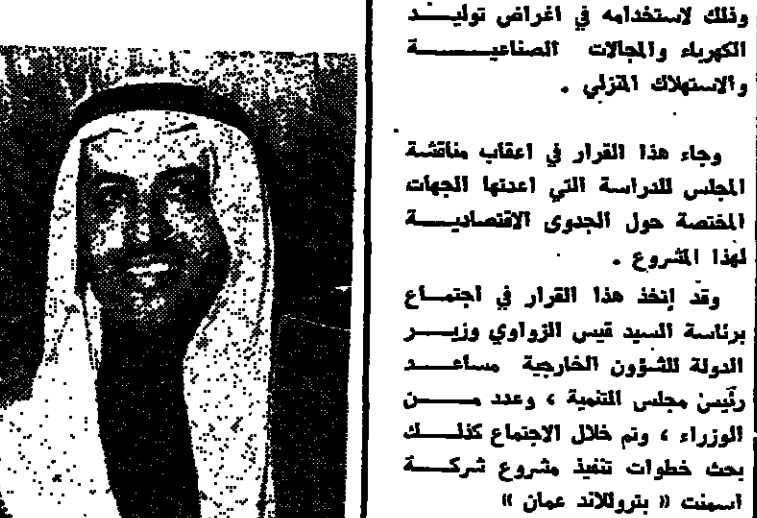 وذلك لاستخدامه في اغراض توليد
الكهرباء والمجالات الصناعية
والاستهلاك المنزلي .
وجاء هذا القرار في اعقاب مناقشة
المجلس للدراسة التي اعدتها الجهات
المختصة حول الجدوى الاقتصادية
لهذا المشروع .
وقد إتخذ هذا القرار في اجتماع
برئاسة السيد قيس الزواوي وزير
الدولة للشؤون الخارجية مساعد
رئيس مجلس التنمية ، وعدد من
الوزراء ، وتم خلال الاجتماع كذلك
بحث خطوات تنفيذ مشروع شركة
اسمنت « بترولاند عمان »